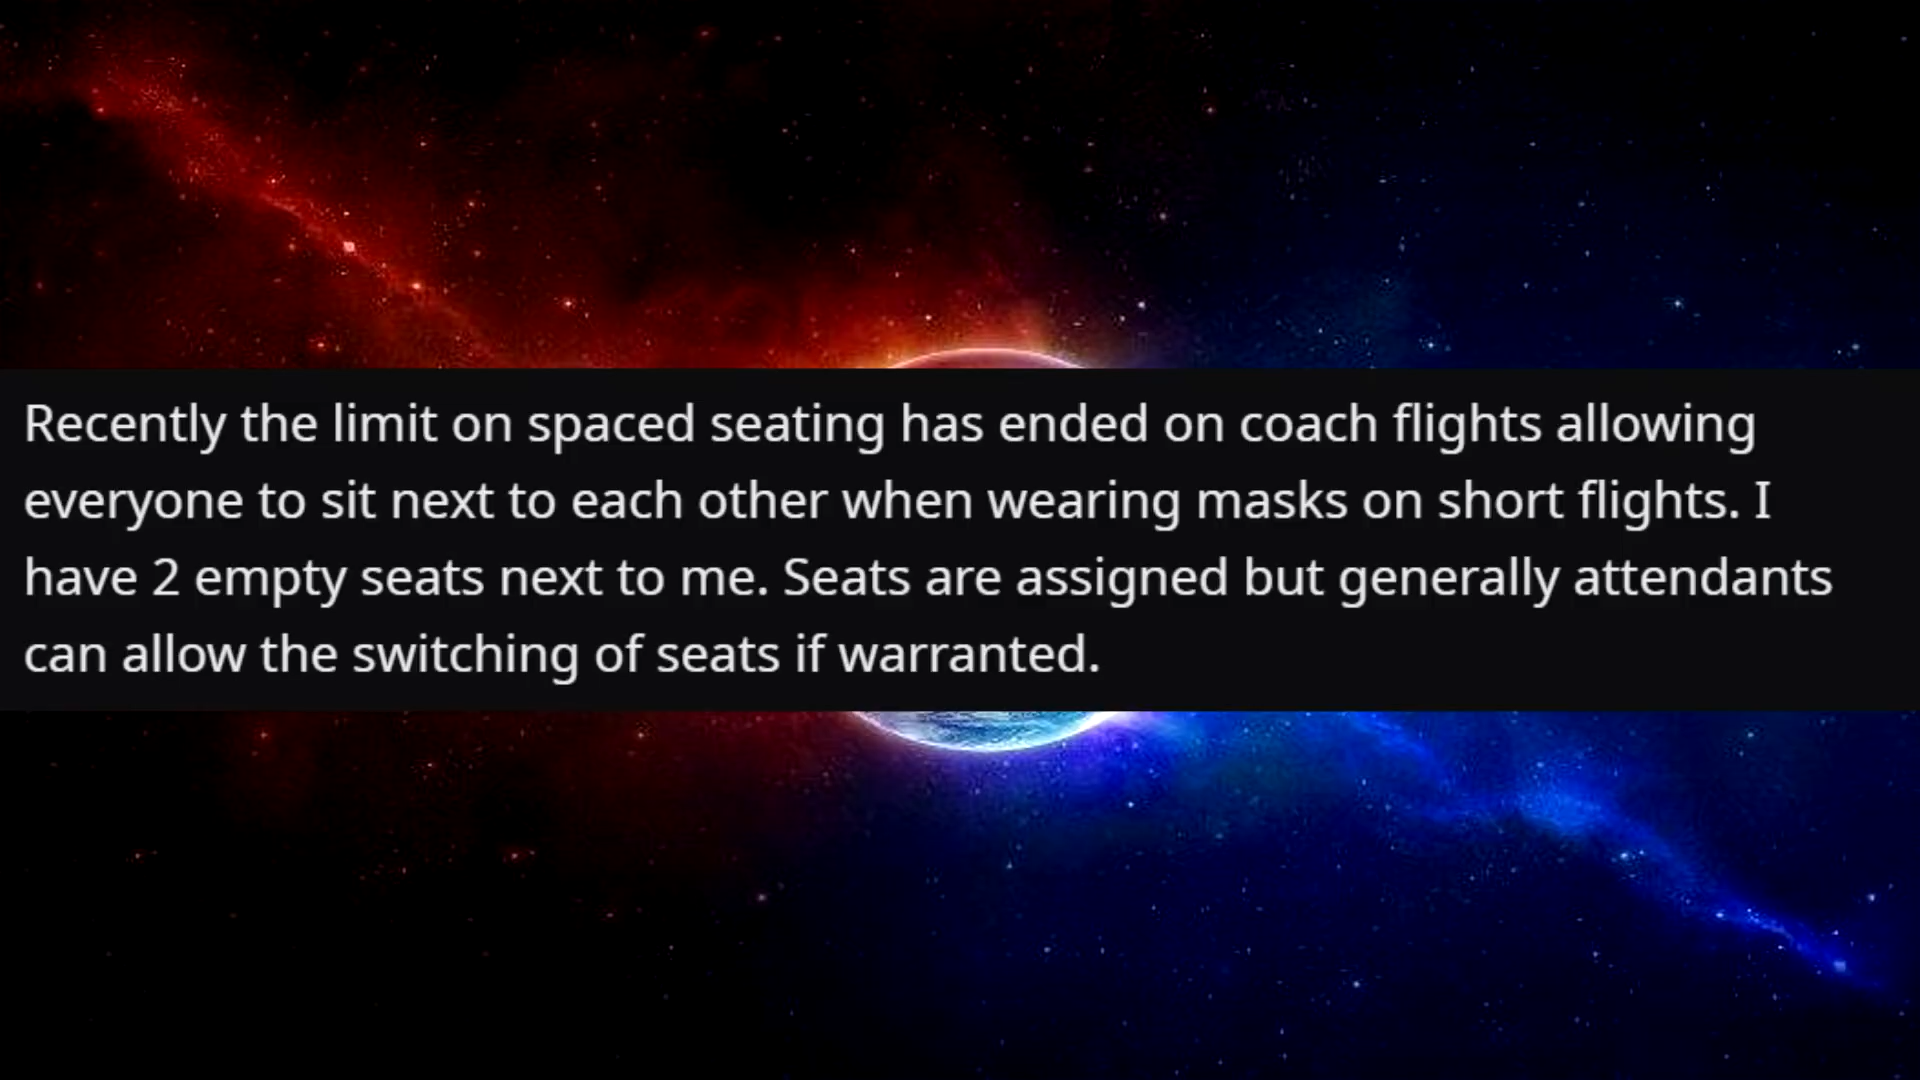 Recently the limit on spaced seating has ended on coach flights allowing
everyone to sit next to each other when wearing masks on short flights. I
have 2 empty seats next to me. Seats are assigned but generally attendants
can allow the switching of seats if warranted.